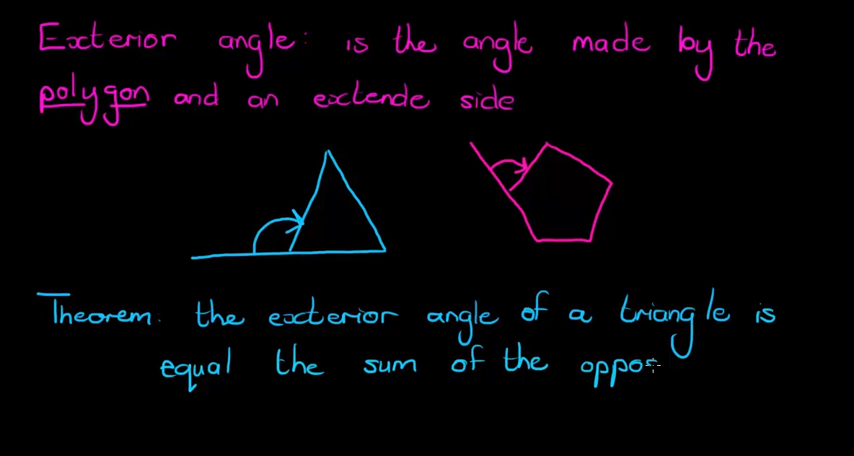 Exterior angle: is the angle made by the
polygon and an extende side
Theorem. the exterior angle of a triangle is
equal the sum of the oppos